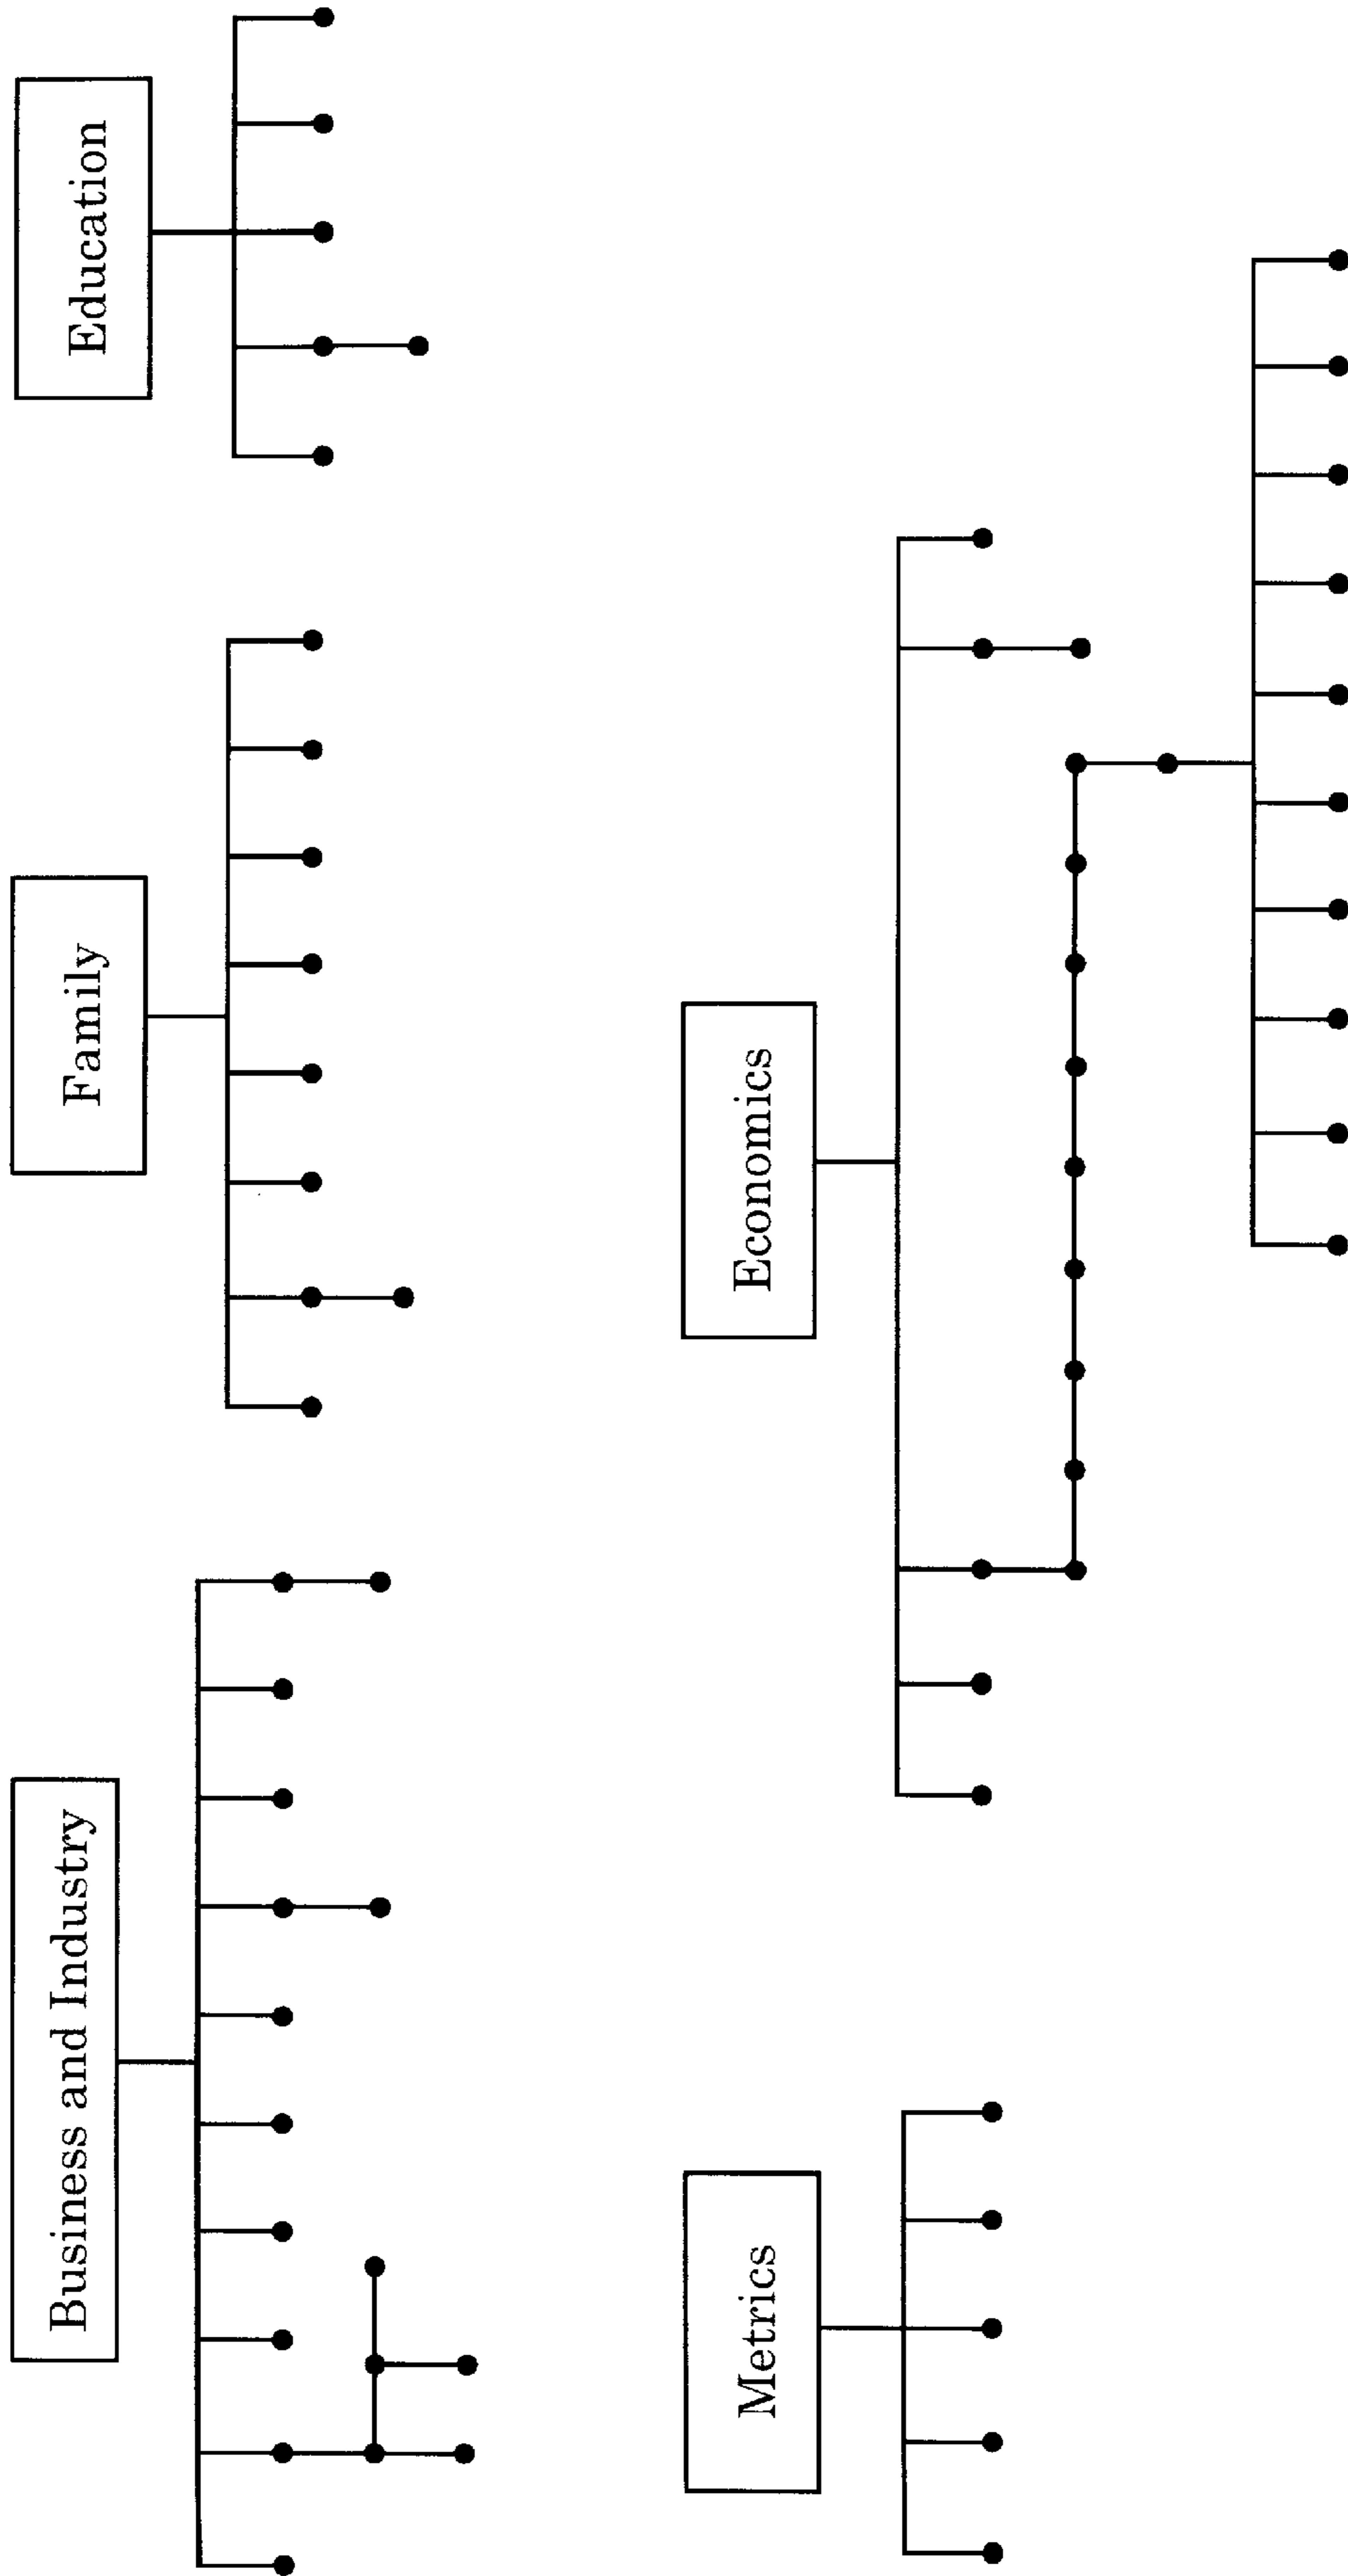 Business and Industry
Family
Education
Metrics
Economics